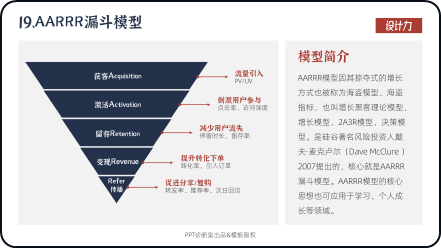 19.AARRR漏斗模型
设计力
获客Acquisition
流量引入
PV/UV
激活Activation
刺激用户参与
点击率，访问深度
留存Retention
减少用户流失
停留时长，留存率
变现Revenue
提升转化下单
转化率，引入订单
Refer
传播
促进分享/复购
转发率，推荐率，次日回访
模型简介
AARRR模型因其掠夺式的增长
方式也被称为海盗模型、海盗
指标，也叫增长黑客理论模型、
增长模型、2A3R模型、决策模
型。是硅谷著名风险投资人戴
夫·麦克卢尔（Dave McClure ）
2007提出的，核心就是AARRR
漏斗模型。AARRR模型的核心
思想也可应用于学习、个人成
长等领域。
PPT诊断室出品&模板版权